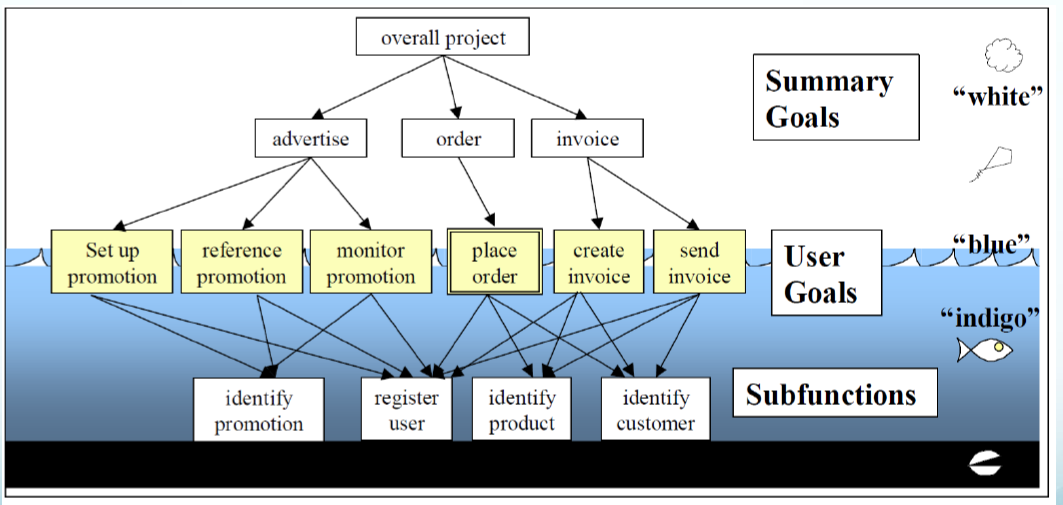 overall project
Summary
Goals
“white”
advertise
order
invoice
Set up
promotion
reference
promotion
monitor
promotion
place
order
create
invoice
send
invoice
User
Goals
“blue”
“indigo”
identify
promotion
register
user
identify
product
identify
customer
Subfunctions